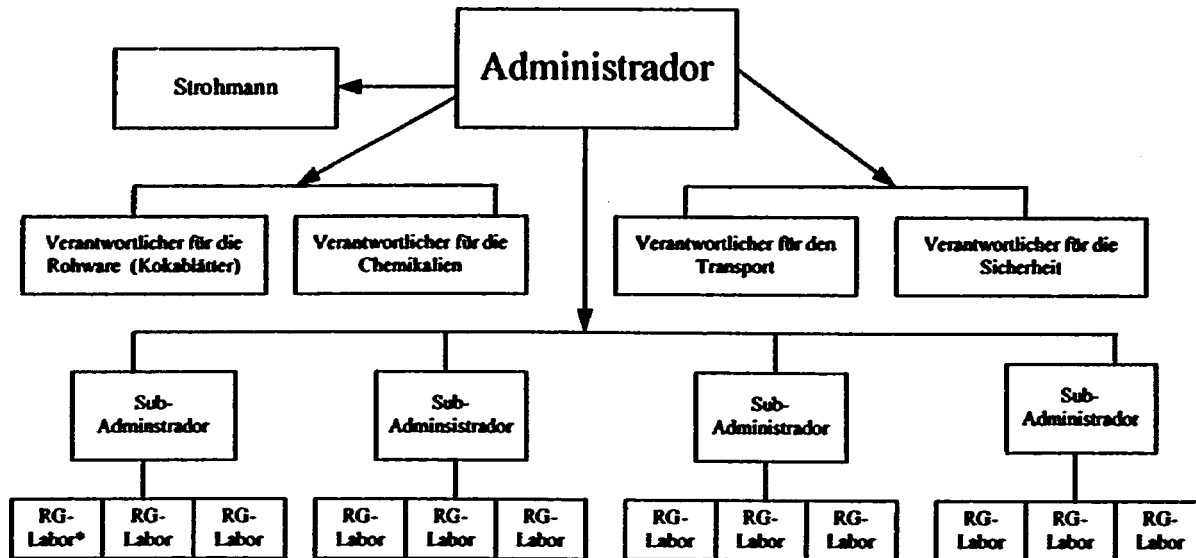 Administrador
Strohmann
Verantwortlicher für die
Rohware (Kokablätter)
Verantwortlicher für die
Chemikalien
Verantwortlicher für den
Transport
Verantwortlicher für die
Sicherheit
Sub-
Adminstrador
Sub-
Adminsistrador
Sub-
Administrador
Sub-
Administrador
RG-
Labor*
RG-
Labor
RG-
Labor
RG-
Labor
RG-
Labor
RG-
Labor
RG-
Labor
RG-
Labor
RG-
Labor
RG-
Labor
RG-
Labor
RG-
Labor